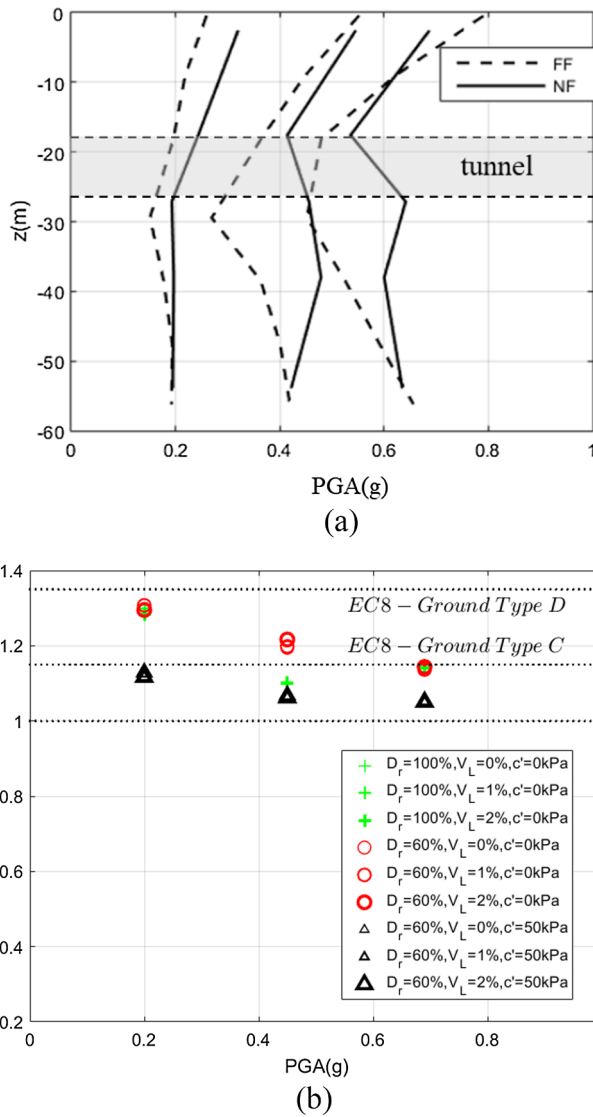 0
-10
-20
-30
-40
-50
-60
z(m)
FF
NF
tunnel
0 0.2 0.4 0.6 0.8 1
PGA(g)
(a)
1.4
1.2
1
0.8
0.6
0.4
0.2
EC8 - Ground Type D
EC8 - Ground Type C
D_r=100%,V_L=0%,c'=0kPa
D_r=100%,V_L=1%,c'=0kPa
D_r=100%,V_L=2%,c'=0kPa
D_r=60%,V_L=0%,c'=0kPa
D_r=60%,V_L=1%,c'=0kPa
D_r=60%,V_L=2%,c'=0kPa
D_r=60%,V_L=0%,c'=50kPa
D_r=60%,V_L=1%,c'=50kPa
D_r=60%,V_L=2%,c'=50kPa
0 0.2 0.4 0.6 0.8
PGA(g)
(b)